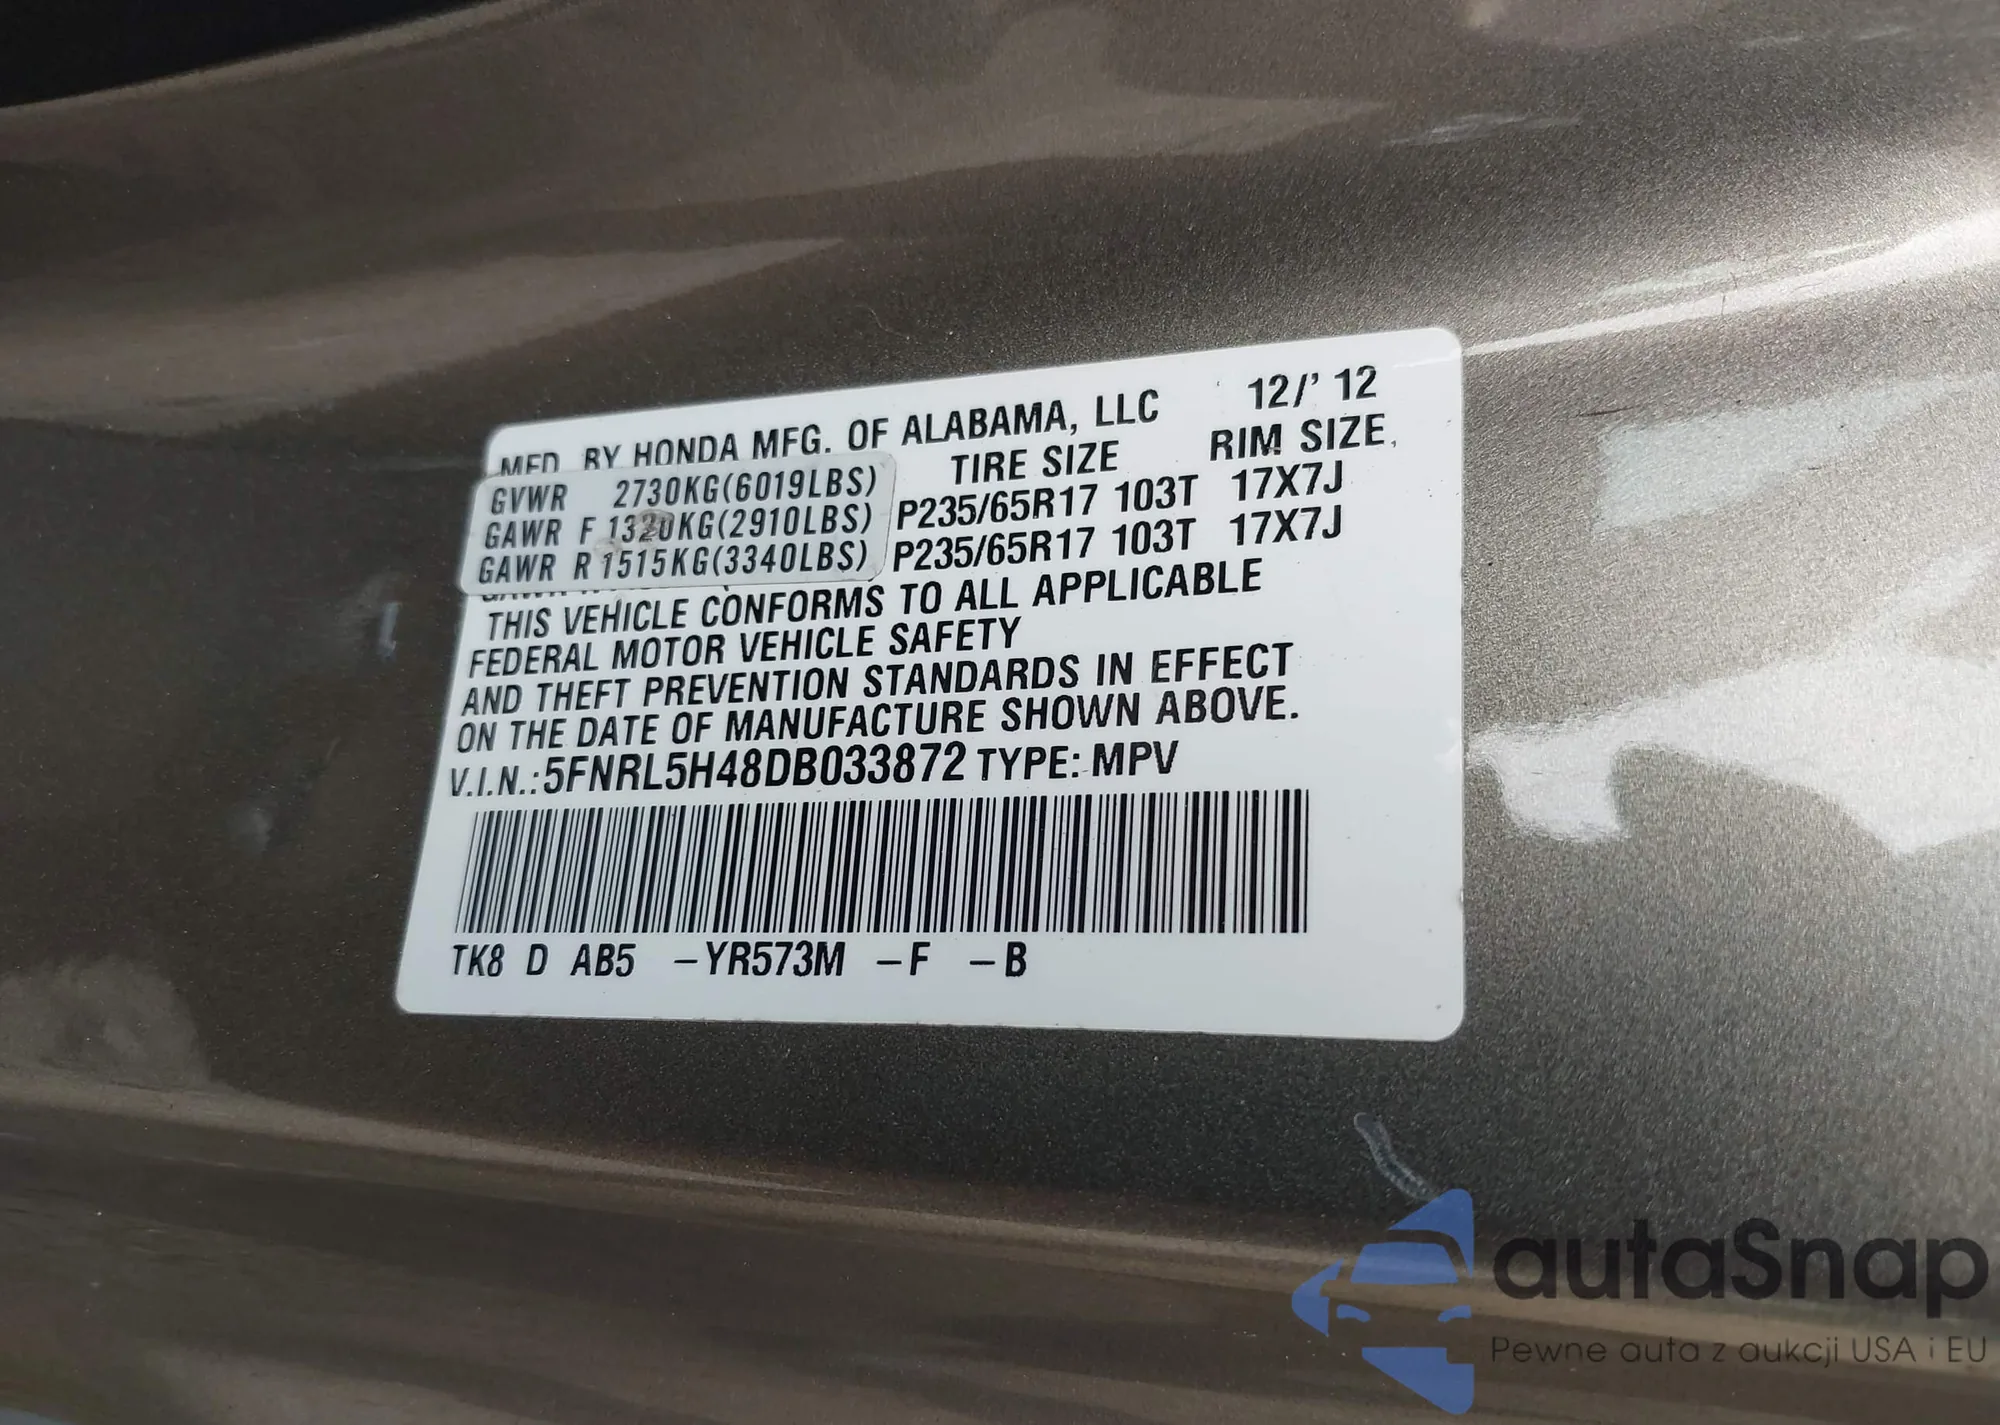 MFD. BY HONDA MFG. OF ALABAMA, LLC 12/'12
TIRE SIZE RIM SIZE,
GVWR 2730KG(6019LBS)
GAWR F 1320KG(2910LBS) P235/65R17 103T 17X7J
GAWR R 1515KG(3340LBS) P235/65R17 103T 17X7J
THIS VEHICLE CONFORMS TO ALL APPLICABLE
FEDERAL MOTOR VEHICLE SAFETY
AND THEFT PREVENTION STANDARDS IN EFFECT
ON THE DATE OF MANUFACTURE SHOWN ABOVE.
V.I.N.: 5FNRL5H48DB033872 TYPE: MPV
TK8 D AB5 –YR573M –F –B
autaSnap
Pewne auta z aukcji USA i EU